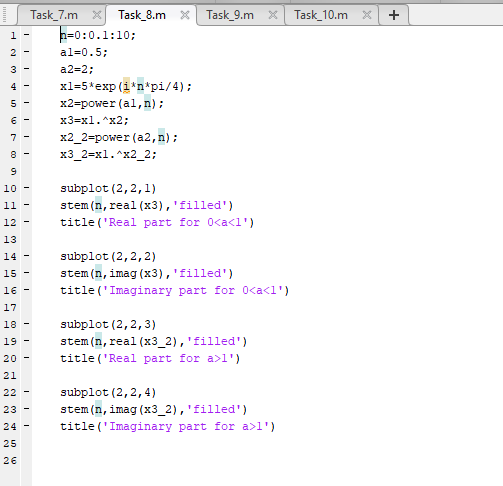 Task_7.m × Task_8.m × Task_9.m × Task_10.m × +
1 - n=0:0.1:10;
2 - a1=0.5;
3 - a2=2;
4 - x1=5*exp(i*n*pi/4);
5 - x2=power(a1,n);
6 - x3=x1.^x2;
7 - x2_2=power(a2,n);
8 - x3_2=x1.^x2_2;
9
10 - subplot(2,2,1)
11 - stem(n,real(x3),'filled')
12 - title('Real part for 0<a<1')
13
14 - subplot(2,2,2)
15 - stem(n,imag(x3),'filled')
16 - title('Imaginary part for 0<a<1')
17
18 - subplot(2,2,3)
19 - stem(n,real(x3_2),'filled')
20 - title('Real part for a>1')
21
22 - subplot(2,2,4)
23 - stem(n,imag(x3_2),'filled')
24 - title('Imaginary part for a>1')
25
26